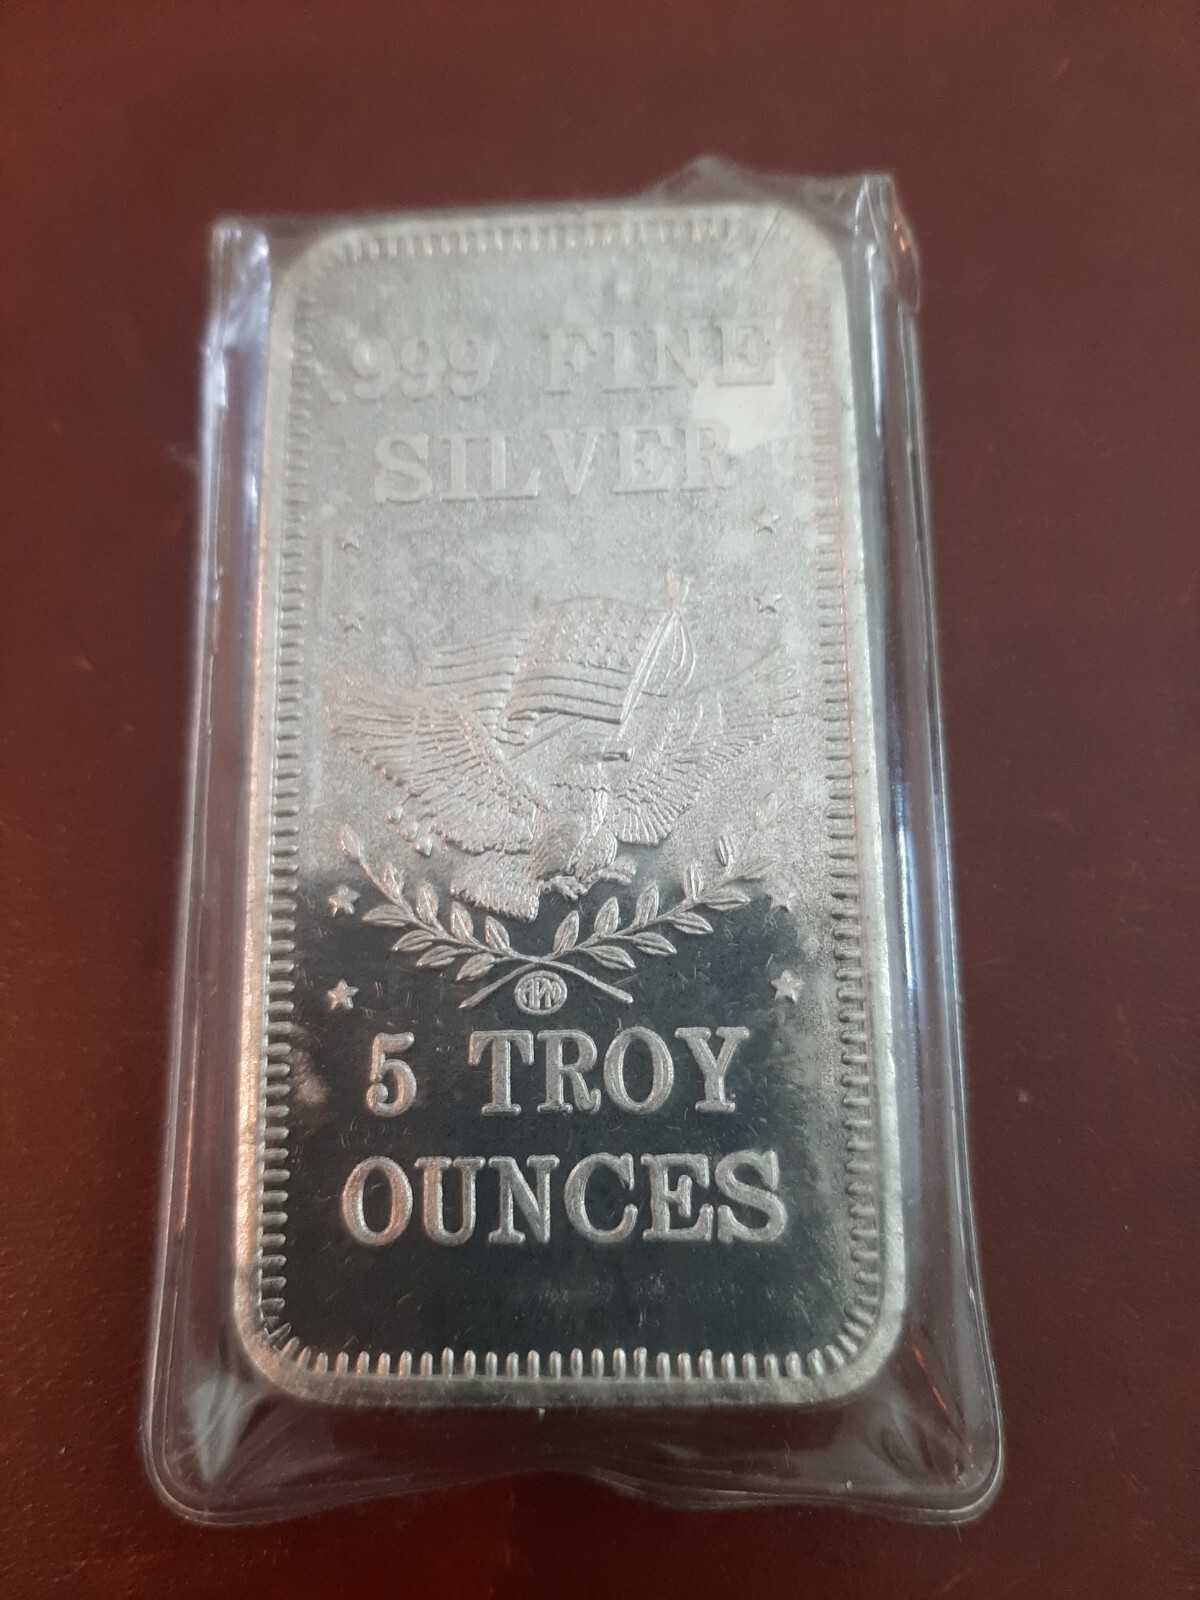 .999 FINE
SILVER
5 TROY
OUNCES